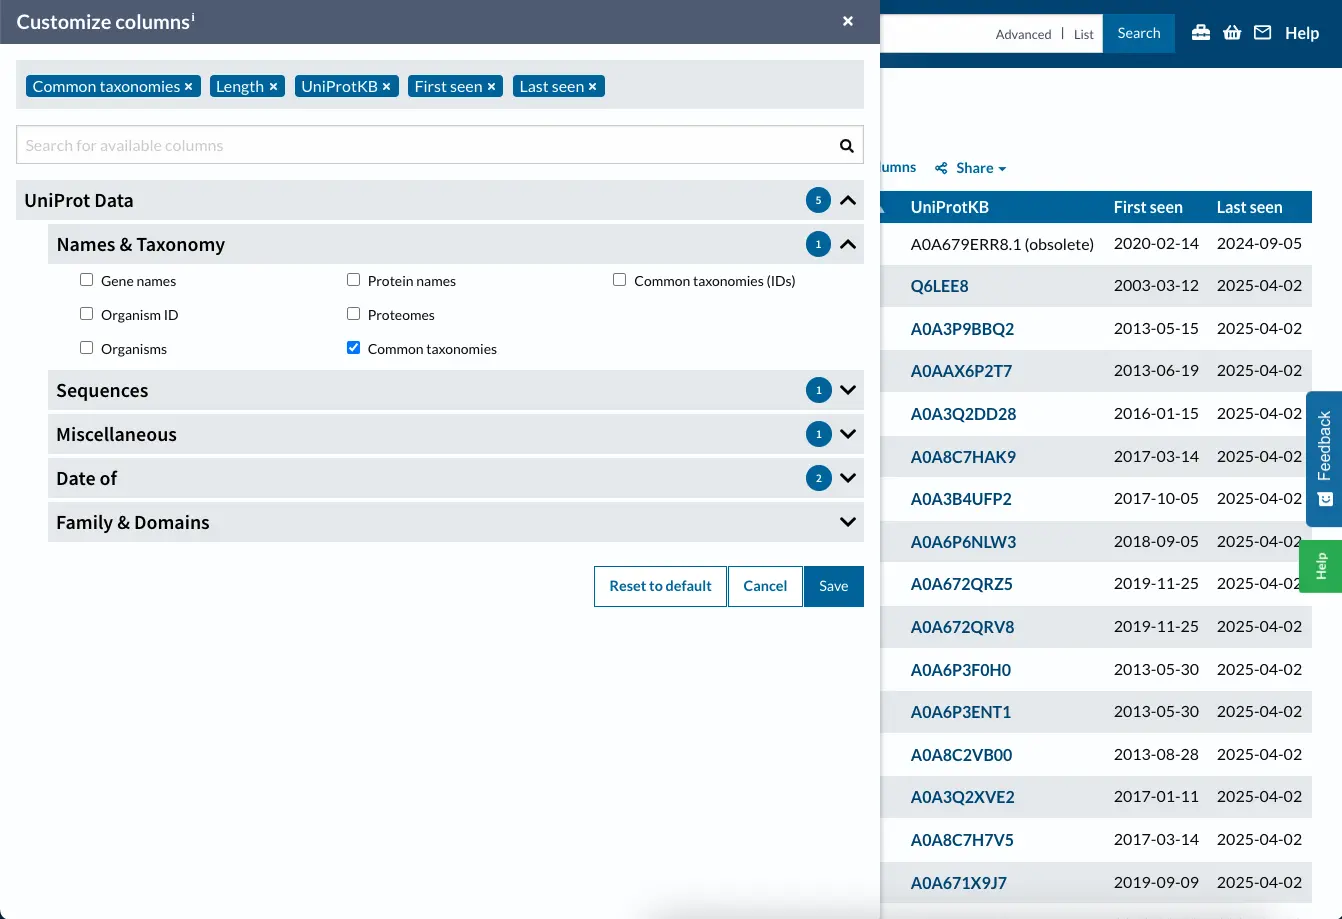 Customize columns i ×
Advanced | List Search Help
Common taxonomies × Length × UniProtKB × First seen × Last seen ×
Search for available columns
Share
UniProt Data 5
Names & Taxonomy 1
Gene names Protein names Common taxonomies (IDs)
Organism ID Proteomes
Organisms Common taxonomies
Sequences 1
Miscellaneous 1
Date of 2
Family & Domains
Reset to default Cancel Save
UniProtKB First seen Last seen
A0A679ERR8.1 (obsolete) 2020-02-14 2024-09-05
Q6LEE8 2003-03-12 2025-04-02
A0A3P9BBQ2 2013-05-15 2025-04-02
A0AAX6P2T7 2013-06-19 2025-04-02
A0A3Q2DD28 2016-01-15 2025-04-02
A0A8C7HAK9 2017-03-14 2025-04-02
A0A3B4UFP2 2017-10-05 2025-04-02
A0A6P6NLW3 2018-09-05 2025-04-02
A0A672QRZ5 2019-11-25 2025-04-02
A0A672QRV8 2019-11-25 2025-04-02
A0A6P3F0H0 2013-05-30 2025-04-02
A0A6P3ENT1 2013-05-30 2025-04-02
A0A8C2VB00 2013-08-28 2025-04-02
A0A3Q2XVE2 2017-01-11 2025-04-02
A0A8C7H7V5 2017-03-14 2025-04-02
A0A671X9J7 2019-09-09 2025-04-02
Feedback
Help